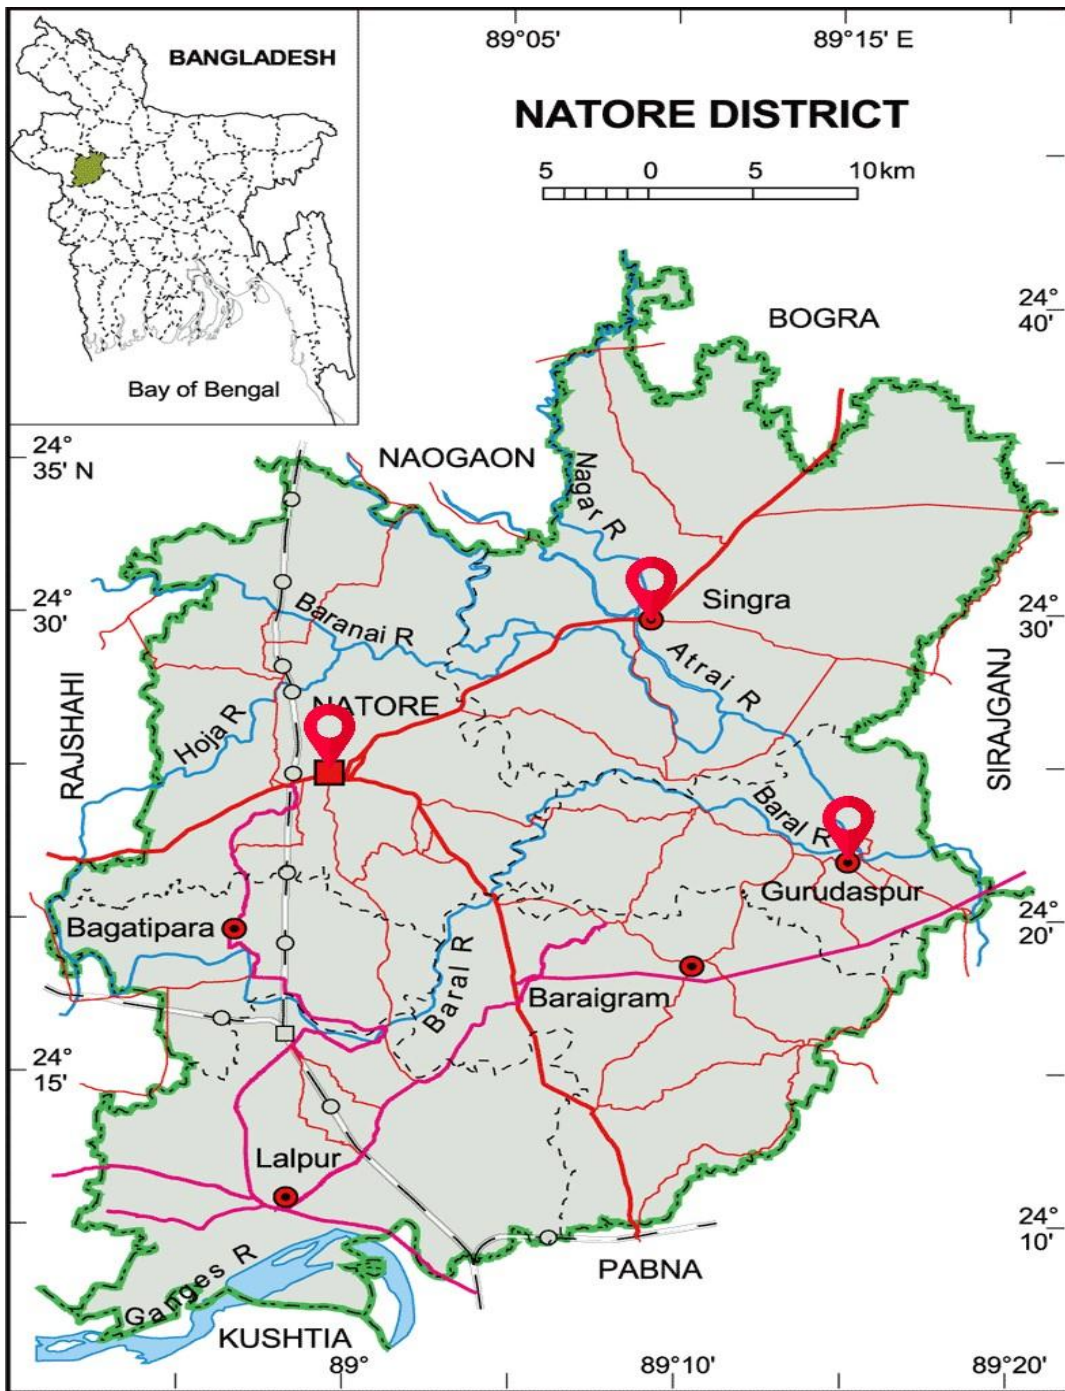 89°05'
89°15' E
BANGLADESH
Bay of Bengal
NATORE DISTRICT
5 0 10 km
BOGRA
24°
40'
24°
35' N
NAOGAON
Nagar R
24°
30'
Baranai R
Singra
24°
30'
Atrai R
RAJSHAHI
Hoja R
NATORE
SIRAJGANJ
Baral R
Gurudaspur
Bagatipara
24°
20'
Baral R
Baraigram
24°
15'
Lalpur
24°
10'
Ganges R
PABNA
KUSHTIA
89°
89°10'
89°20'